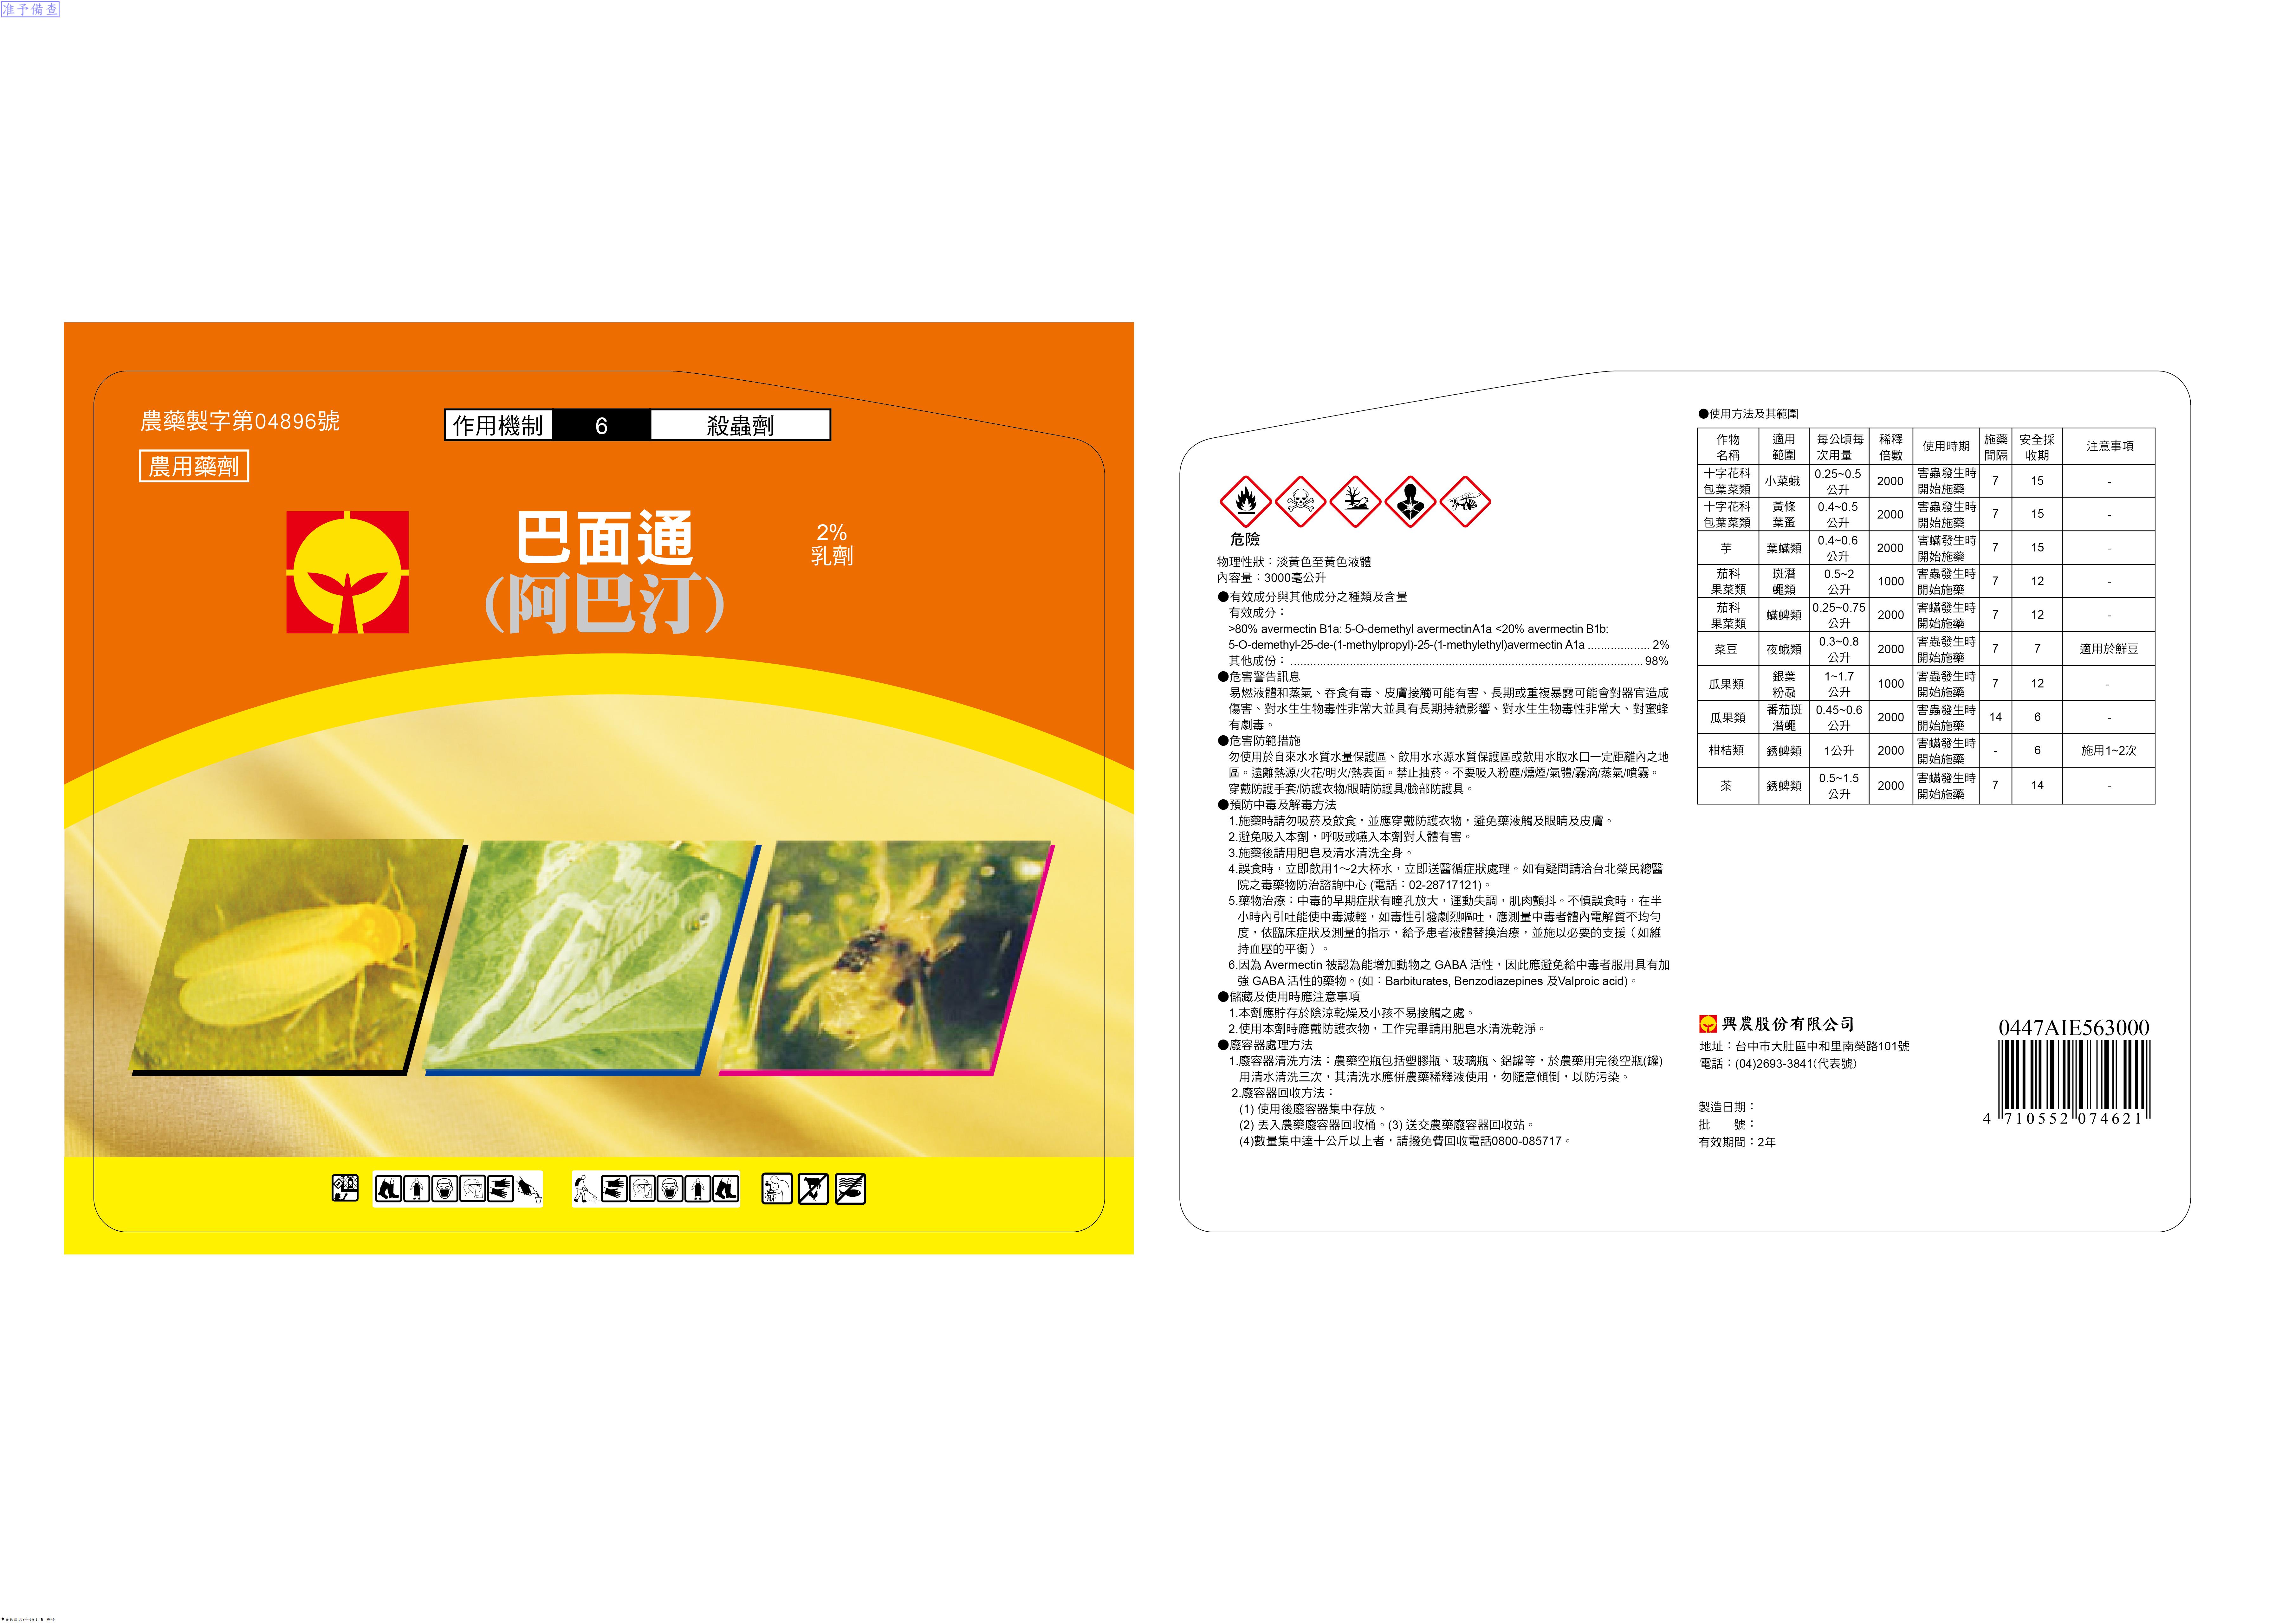 准予備查
農藥製字第04896號
作用機制 6 殺蟲劑
農用藥劑
巴面通
(阿巴汀)
2%
乳劑
危險
物理性狀：淡黃色至黃色液體
內容量：3000毫公升
●有效成分與其他成分之種類及含量
有效成分：
>80% avermectin B1a: 5-O-demethyl avermectinA1a <20% avermectin B1b:
5-O-demethyl-25-de-(1-methylpropyl)-25-(1-methylethyl)avermectin A1a ................... 2%
其他成份： ............................................................................................................ 98%
●危害警告訊息
易燃液體和蒸氣、吞食有毒、皮膚接觸可能有害、長期或重複暴露可能會對器官造成
傷害、對水生生物毒性非常大並具有長期持續影響、對水生生物毒性非常大、對蜜蜂
有劇毒。
●危害防範措施
勿使用於自來水水質水量保護區、飲用水水源水質保護區或飲用水取水口一定距離內之地
區。遠離熱源/火花/明火/熱表面。禁止抽菸。不要吸入粉塵/燻煙/氣體/霧滴/蒸氣/噴霧。
穿戴防護手套/防護衣物/眼睛防護具/臉部防護具。
●預防中毒及解毒方法
1.施藥時請勿吸菸及飲食，並應穿戴防護衣物，避免藥液觸及眼睛及皮膚。
2.避免吸入本劑，呼吸或嚥入本劑對人體有害。
3.施藥後請用肥皂及清水清洗全身。
4.誤食時，立即飲用1～2大杯水，立即送醫循症狀處理。如有疑問請洽台北榮民總醫
院之毒藥物防治諮詢中心 (電話：02-28717121)。
5.藥物治療：中毒的早期症狀有瞳孔放大，運動失調，肌肉顫抖。不慎誤食時，在半
小時內引吐能使中毒減輕，如毒性引發劇烈嘔吐，應測量中毒者體內電解質不均勻
度，依臨床症狀及測量的指示，給予患者液體替換治療，並施以必要的支援（如維
持血壓的平衡）。
6.因為 Avermectin 被認為能增加動物之 GABA 活性，因此應避免給中毒者服用具有加
強 GABA 活性的藥物。(如：Barbiturates, Benzodiazepines 及Valproic acid)。
●儲藏及使用時應注意事項
1.本劑應貯存於陰涼乾燥及小孩不易接觸之處。
2.使用本劑時應戴防護衣物，工作完畢請用肥皂水清洗乾淨。
●廢容器處理方法
1.廢容器清洗方法：農藥空瓶包括塑膠瓶、玻璃瓶、鋁罐等，於農藥用完後空瓶(罐)
用清水清洗三次，其清洗水應併農藥稀釋液使用，勿隨意傾倒，以防污染。
2.廢容器回收方法：
(1) 使用後廢容器集中存放。
(2) 丟入農藥廢容器回收桶。(3) 送交農藥廢容器回收站。
(4)數量集中達十公斤以上者，請撥免費回收電話0800-085717。
●使用方法及其範圍
作物名稱 適用範圍 每公頃每次用量 稀釋倍數 使用時期 施藥間隔 安全採收期 注意事項
十字花科包葉菜類 小菜蛾 0.25~0.5公升 2000 害蟲發生時開始施藥 7 15 -
十字花科包葉菜類 黃條葉蚤 0.4~0.5公升 2000 害蟲發生時開始施藥 7 15 -
芋 葉蟎類 0.4~0.6公升 2000 害蟎發生時開始施藥 7 15 -
茄科果菜類 斑潛蠅類 0.5~2公升 1000 害蟲發生時開始施藥 7 12 -
茄科果菜類 蟎蜱類 0.25~0.75公升 2000 害蟎發生時開始施藥 7 12 -
菜豆 夜蛾類 0.3~0.8公升 2000 害蟲發生時開始施藥 7 7 適用於鮮豆
瓜果類 銀葉粉蝨 1~1.7公升 1000 害蟲發生時開始施藥 7 12 -
瓜果類 番茄斑潛蠅 0.45~0.6公升 2000 害蟲發生時開始施藥 14 6 -
柑桔類 銹蜱類 1公升 2000 害蟎發生時開始施藥 - 6 施用1~2次
茶 銹蜱類 0.5~1.5公升 2000 害蟎發生時開始施藥 7 14 -
興農股份有限公司
地址：台中市大肚區中和里南榮路101號
電話：(04)2693-3841(代表號)
製造日期：
批　　號：
有效期間：2年
0447AIE563000
4 710552 074621